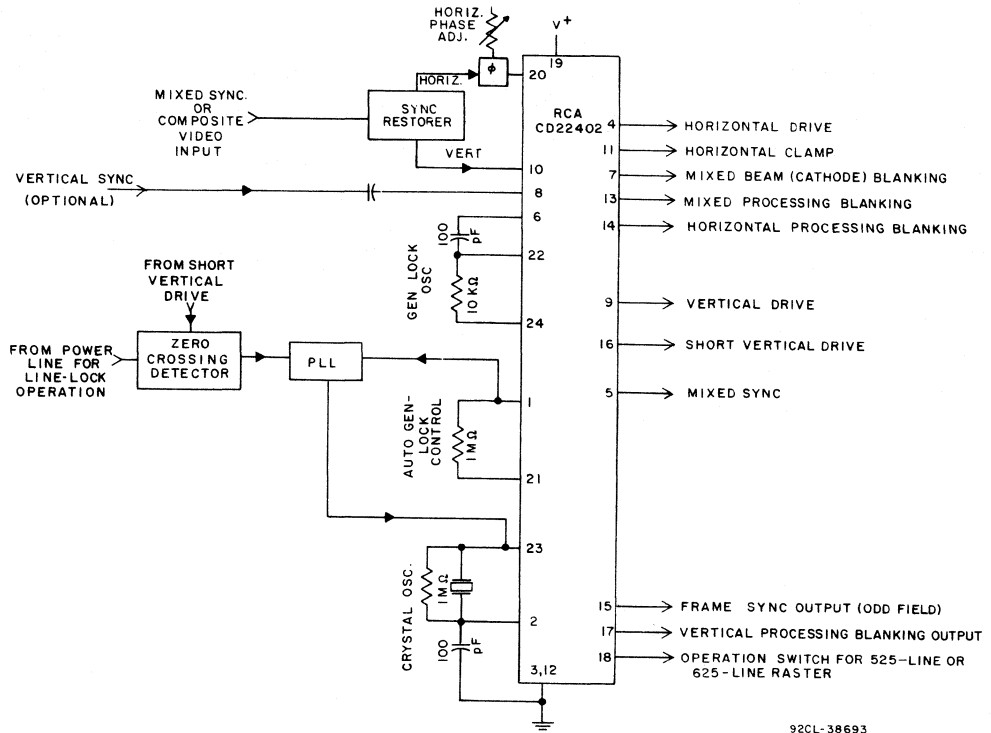 HORIZ.
PHASE
ADJ.
V+
19
φ
20
HORIZ.
MIXED SYNC.
OR
COMPOSITE
VIDEO
INPUT
SYNC
RESTORER
VERT
10
RCA
CD22402
4 HORIZONTAL DRIVE
11 HORIZONTAL CLAMP
7 MIXED BEAM (CATHODE) BLANKING
13 MIXED PROCESSING BLANKING
14 HORIZONTAL PROCESSING BLANKING
VERTICAL SYNC
(OPTIONAL)
8
6
100
pF
22
GEN LOCK
OSC
10 KΩ
24
9 VERTICAL DRIVE
16 SHORT VERTICAL DRIVE
5 MIXED SYNC
FROM SHORT
VERTICAL
DRIVE
FROM POWER
LINE FOR
LINE-LOCK
OPERATION
ZERO
CROSSING
DETECTOR
PLL
1
AUTO GEN-
LOCK
CONTROL
1 MΩ
21
23
CRYSTAL OSC.
1 MΩ
2
100
pF
3,12
15 FRAME SYNC OUTPUT (ODD FIELD)
17 VERTICAL PROCESSING BLANKING OUTPUT
18 OPERATION SWITCH FOR 525-LINE OR
625-LINE RASTER
92CL-38693